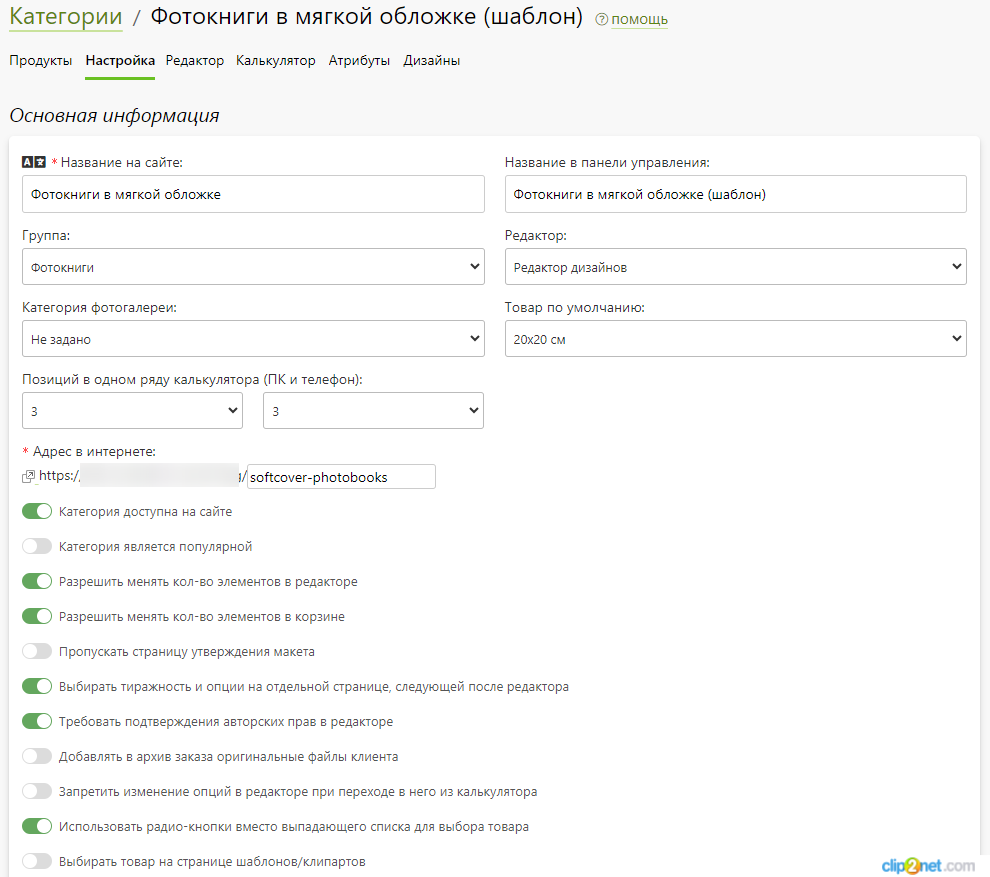 Категории / Фотокниги в мягкой обложке (шаблон) ? помощь
Продукты Настройка Редактор Калькулятор Атрибуты Дизайны
Основная информация
* Название на сайте: Название в панели управления:
Фотокниги в мягкой обложке Фотокниги в мягкой обложке (шаблон)
Группа: Редактор:
Фотокниги Редактор дизайнов
Категория фотогалереи: Товар по умолчанию:
Не задано 20x20 см
Позиций в одном ряду калькулятора (ПК и телефон):
3 3
* Адрес в интернете:
https:/ / softcover-photobooks
Категория доступна на сайте
Категория является популярной
Разрешить менять кол-во элементов в редакторе
Разрешить менять кол-во элементов в корзине
Пропускать страницу утверждения макета
Выбирать тиражность и опции на отдельной странице, следующей после редактора
Требовать подтверждения авторских прав в редакторе
Добавлять в архив заказа оригинальные файлы клиента
Запретить изменение опций в редакторе при переходе в него из калькулятора
Использовать радио-кнопки вместо выпадающего списка для выбора товара
Выбирать товар на странице шаблонов/клипартов
clip2net.com